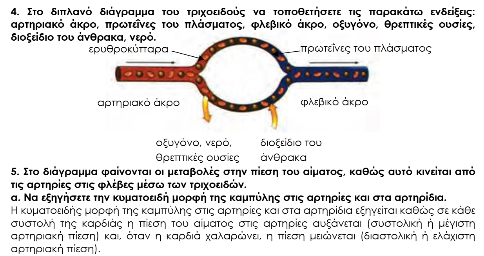 4. Στο διπλανό διάγραμμα του τριχοειδούς να τοποθετήσετε τις παρακάτω ενδείξεις:
αρτηριακό άκρο, πρωτεΐνες του πλάσματος, φλεβικό άκρο, οξυγόνο, θρεπτικές ουσίες,
διοξείδιο του άνθρακα, νερό.
ερυθροκύτταρα
πρωτεΐνες του πλάσματος
αρτηριακό άκρο
φλεβικό άκρο
οξυγόνο, νερό, διοξείδιο του
θρεπτικές ουσίες άνθρακα
5. Στο διάγραμμα φαίνονται οι μεταβολές στην πίεση του αίματος, καθώς αυτό κινείται από
τις αρτηρίες στις φλέβες μέσω των τριχοειδών.
α. Να εξηγήσετε την κυματοειδή μορφή της καμπύλης στις αρτηρίες και στα αρτηρίδια.
Η κυματοειδής μορφή της καμπύλης στις αρτηρίες και στα αρτηρίδια εξηγείται καθώς σε κάθε
συστολή της καρδιάς η πίεση του αίματος στις αρτηρίες αυξάνεται (συστολική ή μέγιστη
αρτηριακή πίεση) και, όταν η καρδιά χαλαρώνει, η πίεση μειώνεται (διαστολική ή ελάχιστη
αρτηριακή πίεση).